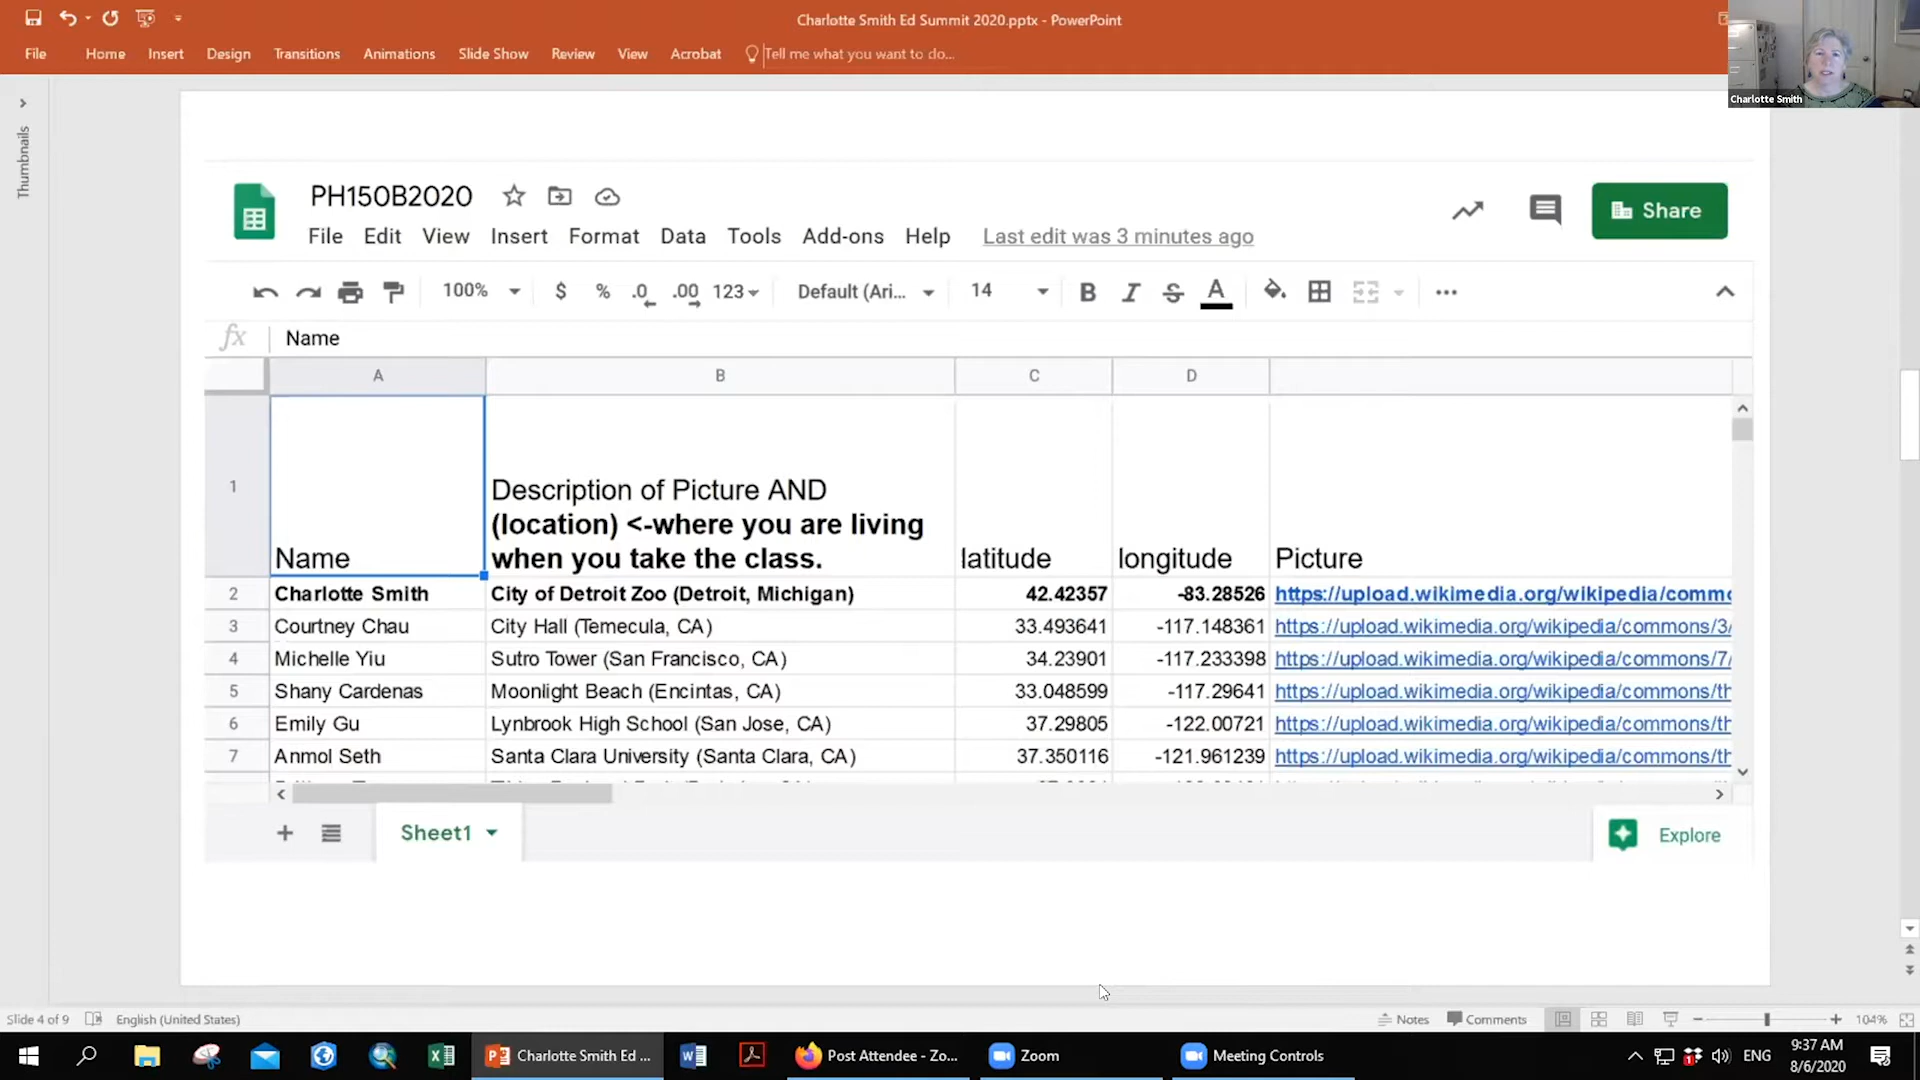 Charlotte Smith Ed Summit 2020.pptx - PowerPoint
File Home Insert Design Transitions Animations Slide Show Review View Acrobat Tell me what you want to do...
Charlotte Smith
Thumbnails
PH150B2020
File Edit View Insert Format Data Tools Add-ons Help Last edit was 3 minutes ago
Share
100% $ % .0 .00 123 Default (Ari... 14 B I S A
fx Name
A B C D
1 Name Description of Picture AND
(location) <-where you are living
when you take the class. latitude longitude Picture
2 Charlotte Smith City of Detroit Zoo (Detroit, Michigan) 42.42357 -83.28526 https://upload.wikimedia.org/wikipedia/commo
3 Courtney Chau City Hall (Temecula, CA) 33.493641 -117.148361 https://upload.wikimedia.org/wikipedia/commons/3/
4 Michelle Yiu Sutro Tower (San Francisco, CA) 34.23901 -117.233398 https://upload.wikimedia.org/wikipedia/commons/7/
5 Shany Cardenas Moonlight Beach (Encintas, CA) 33.048599 -117.29641 https://upload.wikimedia.org/wikipedia/commons/th
6 Emily Gu Lynbrook High School (San Jose, CA) 37.29805 -122.00721 https://upload.wikimedia.org/wikipedia/commons/th
7 Anmol Seth Santa Clara University (Santa Clara, CA) 37.350116 -121.961239 https://upload.wikimedia.org/wikipedia/commons/th
Sheet1
Explore
Slide 4 of 9 English (United States) Notes Comments 104%
Charlotte Smith Ed ... Post Attendee - Zo... Zoom Meeting Controls ENG 9:37 AM
8/6/2020